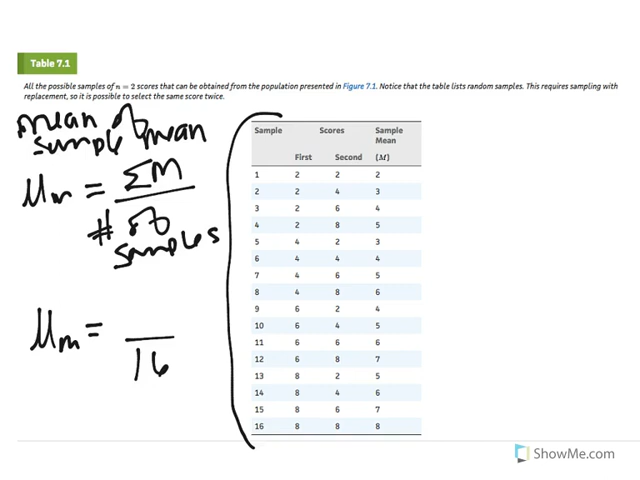 Table 7.1
All the possible samples of n = 2 scores that can be obtained from the population presented in Figure 7.1. Notice that the table lists random samples. This requires sampling with
replacement, so it is possible to select the same score twice.
mean of
sample mean
μm = ΣM
# of
samples
μm =
16
Sample Scores Sample
Mean
First Second (M)
1 2 2 2
2 2 4 3
3 2 6 4
4 2 8 5
5 4 2 3
6 4 4 4
7 4 6 5
8 4 8 6
9 6 2 4
10 6 4 5
11 6 6 6
12 6 8 7
13 8 2 5
14 8 4 6
15 8 6 7
16 8 8 8
ShowMe.com